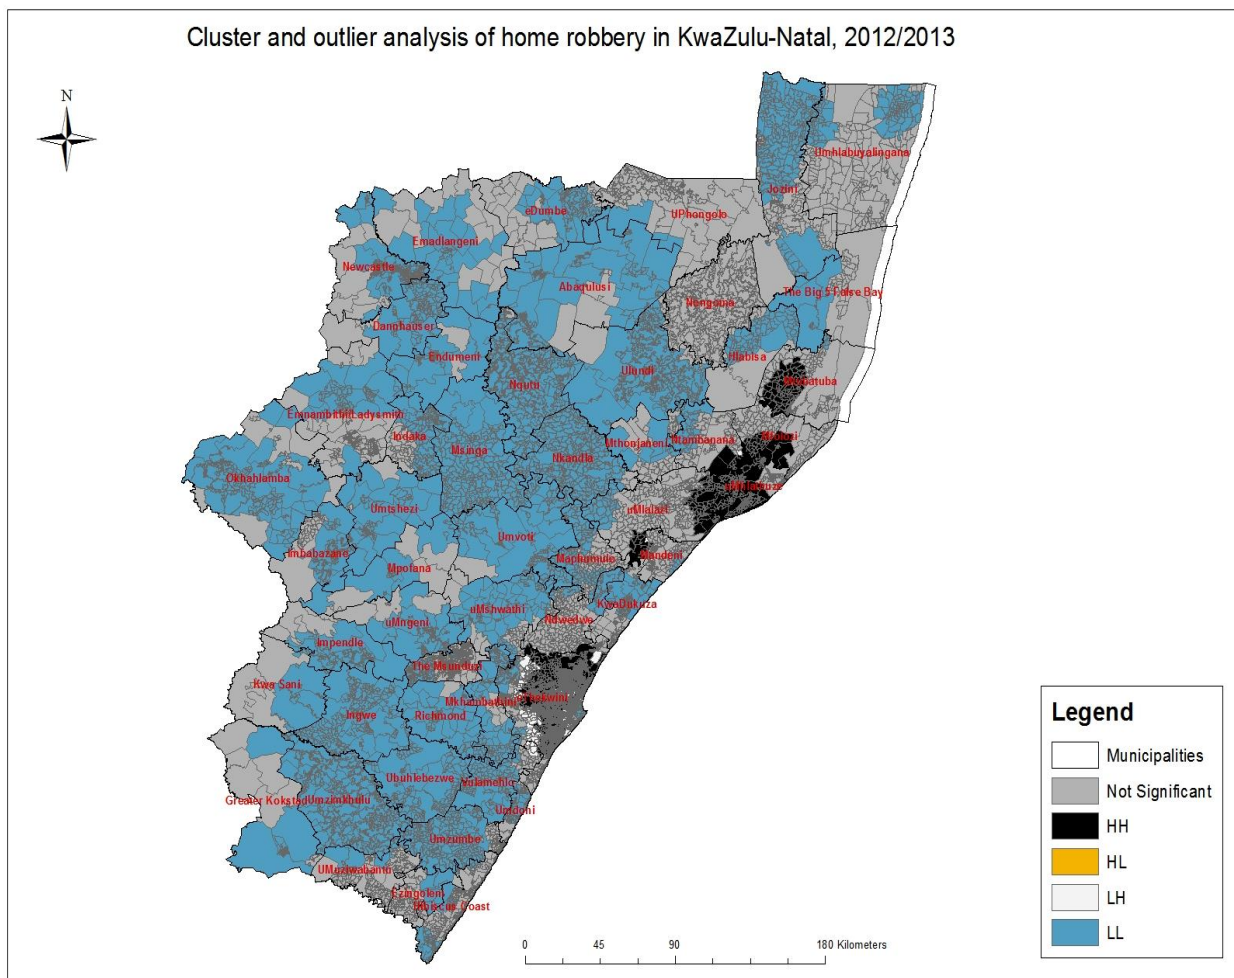 Cluster and outlier analysis of home robbery in KwaZulu-Natal, 2012/2013
N
Umhlabuyalingana
Jozini
eDumbe
UPhongolo
Emadlangeni
Newcastle
Abaqulusi
The Big 5 False Bay
Nongoma
Dannhauser
Endumeni
Hlabisa
Ulundi
Nqutu
Mtubatuba
Emnambithi/Ladysmith
Indaka
Mthonjaneni
Ntambanana
Mfolozi
Msinga
Nkandla
Okhahlamba
uMhlathuze
Umtshezi
uMlalazi
Umvoti
Imbabazane
Maphumulo
Mandeni
Mpofana
uMshwathi
KwaDukuza
Ndwedwe
uMngeni
Impendle
The Msunduzi
Kwa Sani
Mkhambathini
eThekwini
Ingwe
Richmond
Ubuhlebezwe
Vulamehlo
Greater Kokstad
Umzimkhulu
Umdoni
Umzumbe
UMuziwabantu
Ezingoleni
Hibiscus Coast
Legend
Municipalities
Not Significant
HH
HL
LH
LL
0 45 90 180 Kilometers